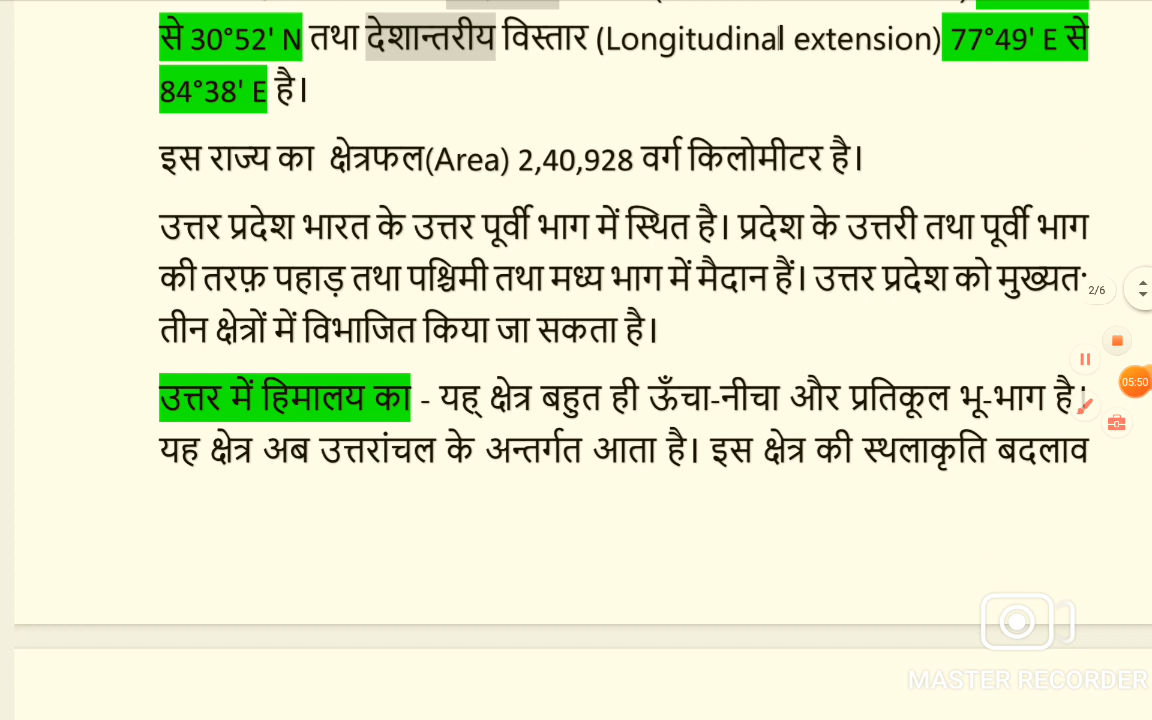 से 30°52' N तथा देशान्तरीय विस्तार (Longitudinal extension) 77°49' E से
84°38' E है।
इस राज्य का क्षेत्रफल(Area) 2,40,928 वर्ग किलोमीटर है।
उत्तर प्रदेश भारत के उत्तर पूर्वी भाग में स्थित है। प्रदेश के उत्तरी तथा पूर्वी भाग
की तरफ़ पहाड़ तथा पश्चिमी तथा मध्य भाग में मैदान हैं। उत्तर प्रदेश को मुख्यतः
2/6
तीन क्षेत्रों में विभाजित किया जा सकता है।
05:50
उत्तर में हिमालय का - यह् क्षेत्र बहुत ही ऊँचा-नीचा और प्रतिकूल भू-भाग है।
यह क्षेत्र अब उत्तरांचल के अन्तर्गत आता है। इस क्षेत्र की स्थलाकृति बदलाव
MASTER RECORDER